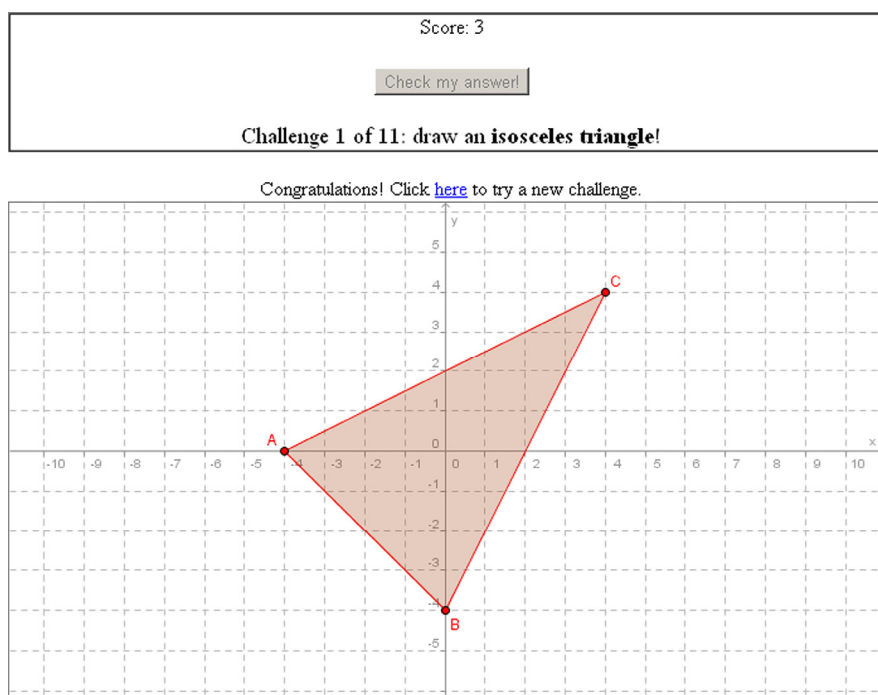 Score: 3
Check my answer!
Challenge 1 of 11: draw an isosceles triangle!
Congratulations! Click here to try a new challenge.
y
5
C
4
3
2
1
A
0
x
-10 -9 -8 -7 -6 -5 -4 -3 -2 -1 0 1 2 3 4 5 6 7 8 9 10
-1
-2
-3
-4
B
-5